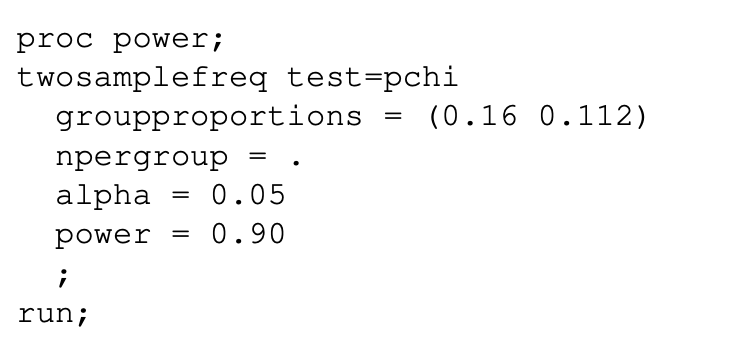 proc power;
twosamplefreq test=pchi
  groupproportions = (0.16 0.112)
  npergroup = .
  alpha = 0.05
  power = 0.90
  ;
run;